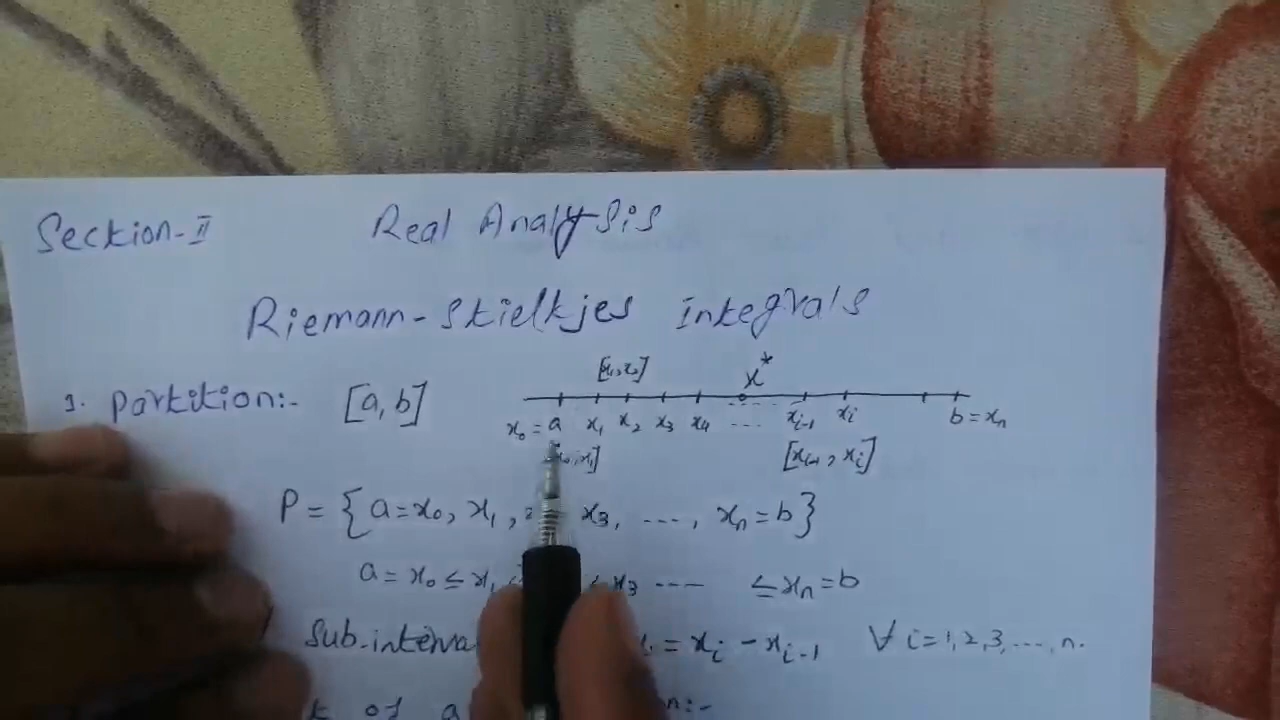 Section-II Real Analysis
Riemann-Stieltjes Integrals
[x₁,x₂] x*
1. Partition:- [a, b]
x₀ = a x₁ x₂ x₃ x₄ .... xᵢ₋₁ xᵢ b = xₙ
[xᵢ₋₁, xᵢ]
P = { a = x₀, x₁, x₃, ...., xₙ = b }
a = x₀ ≤ x₁ ≤ x₃ ---- ≤ xₙ = b
Sub-interva = xᵢ - xᵢ₋₁ ∀ i = 1, 2, 3, ...., n.
of a n:-